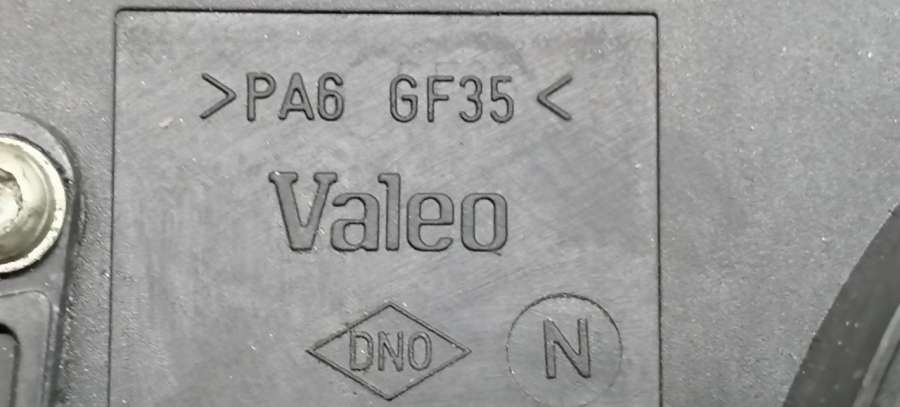 >PA6 GF35<
Valeo
DNO N